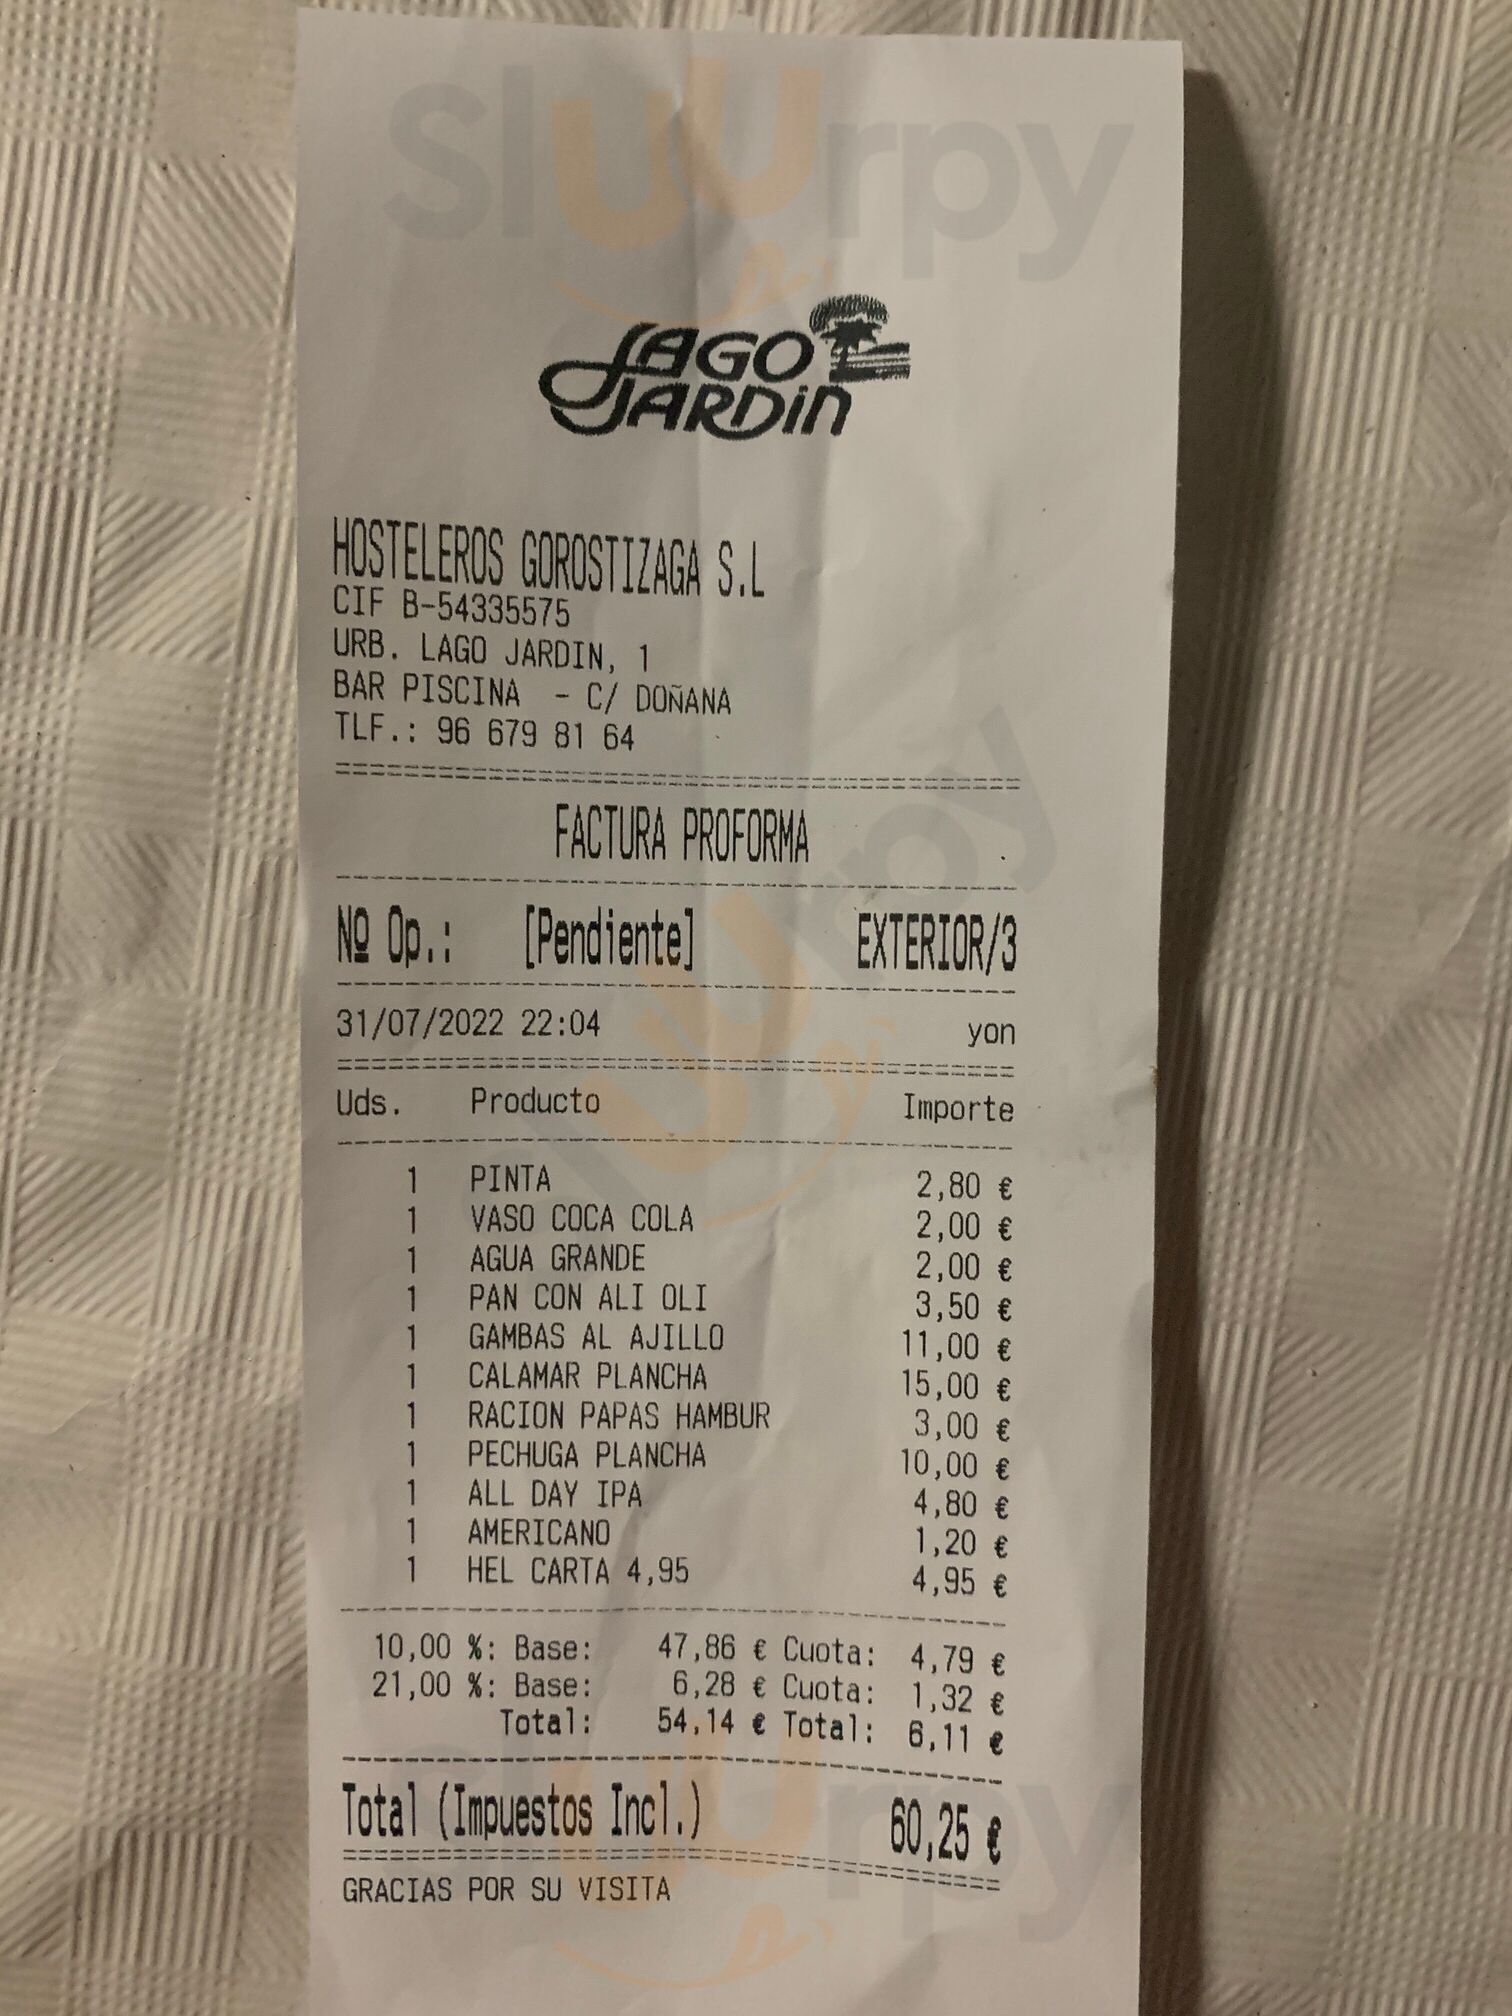 Sluurpy
LAGO
JARDIN
HOSTELEROS GOROSTIZAGA S.L
CIF B-54335575
URB. LAGO JARDIN, 1
BAR PISCINA - C/ DOÑANA
TLF.: 96 679 81 64
FACTURA PROFORMA
Nº Op.: [Pendiente] EXTERIOR/3
31/07/2022 22:04 yon
Uds. Producto Importe
1 PINTA 2,80 €
1 VASO COCA COLA 2,00 €
1 AGUA GRANDE 2,00 €
1 PAN CON ALI OLI 3,50 €
1 GAMBAS AL AJILLO 11,00 €
1 CALAMAR PLANCHA 15,00 €
1 RACION PAPAS HAMBUR 3,00 €
1 PECHUGA PLANCHA 10,00 €
1 ALL DAY IPA 4,80 €
1 AMERICANO 1,20 €
1 HEL CARTA 4,95 4,95 €
10,00 %: Base: 47,86 € Cuota: 4,79 €
21,00 %: Base: 6,28 € Cuota: 1,32 €
Total: 54,14 € Total: 6,11 €
Total (Impuestos Incl.) 60,25 €
GRACIAS POR SU VISITA